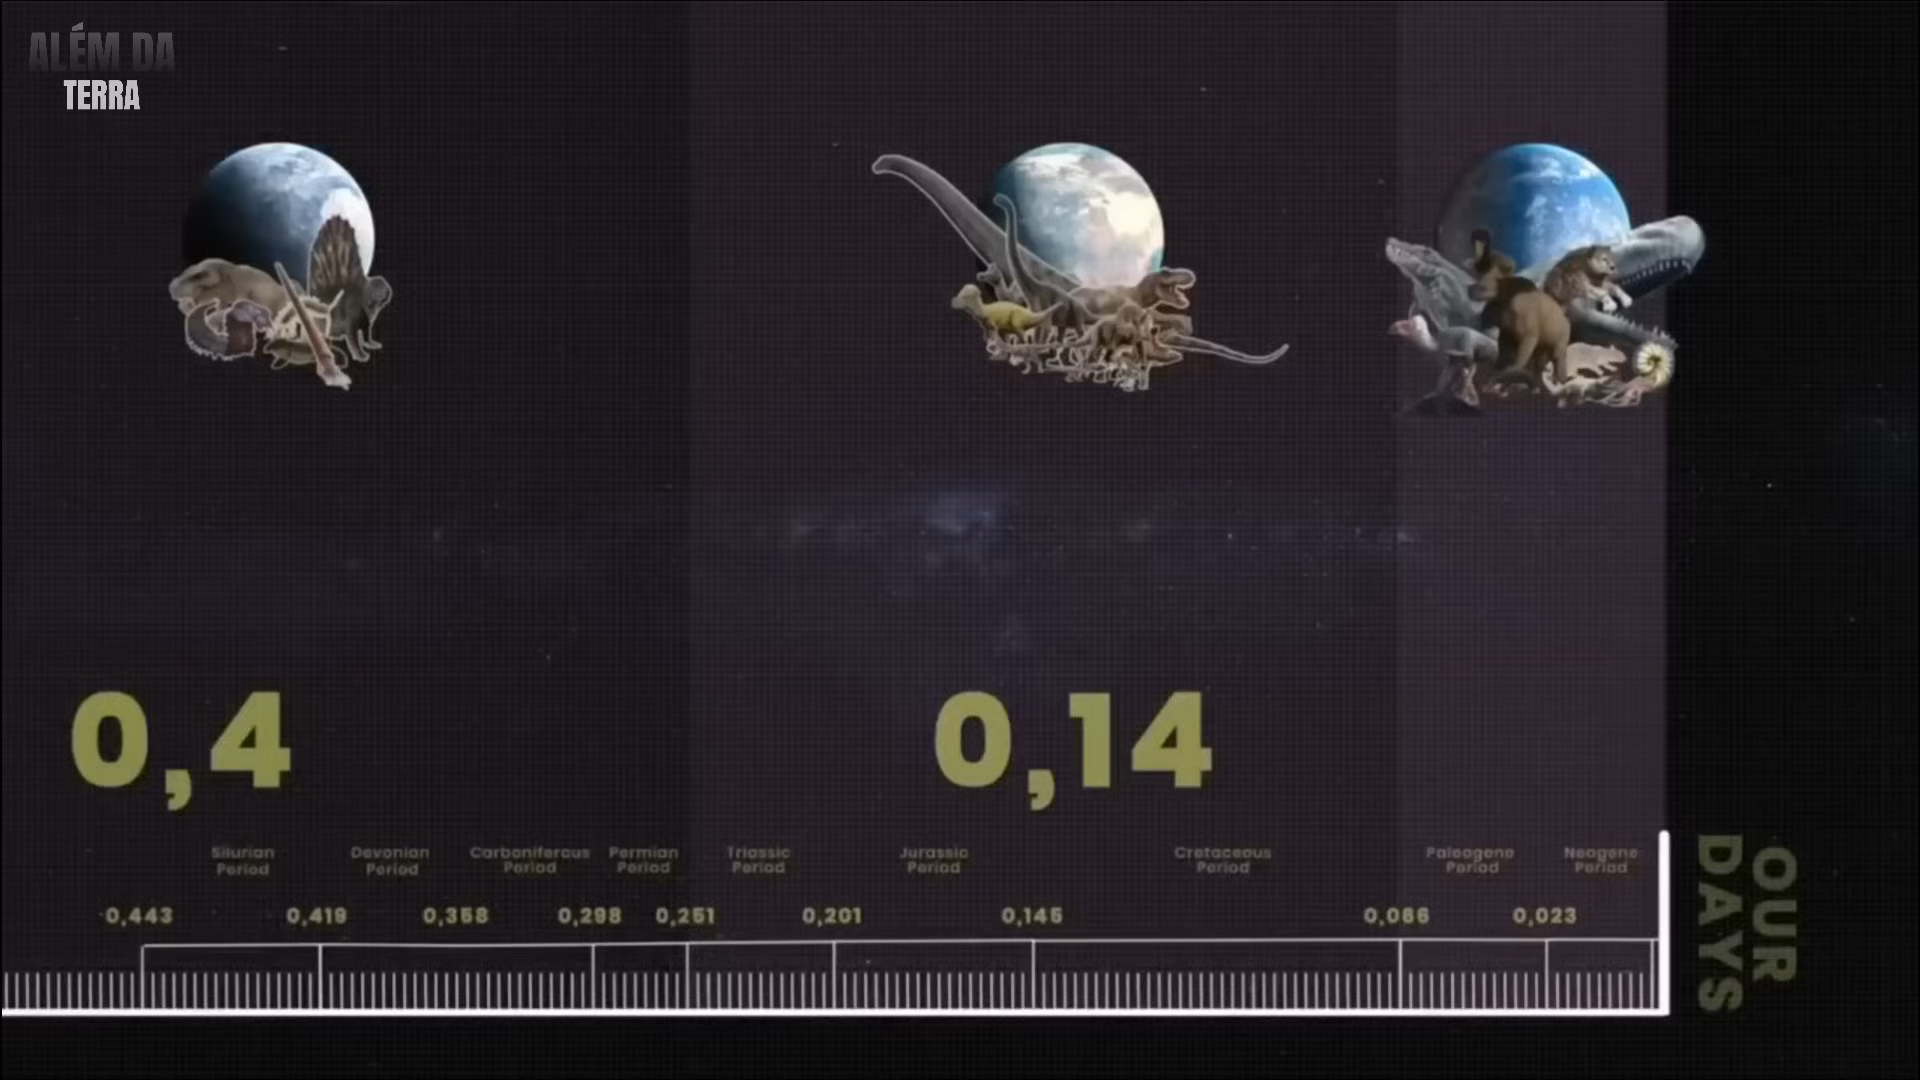 ALÉM DA
TERRA
0,4
0,14
Silurian
Period
Devonian
Period
Carboniferous
Period
Permian
Period
Triassic
Period
Jurassic
Period
Cretaceous
Period
Paleogene
Period
Neogene
Period
0,443
0,419
0,358
0,298
0,251
0,201
0,145
0,066
0,023
OUR
DAYS